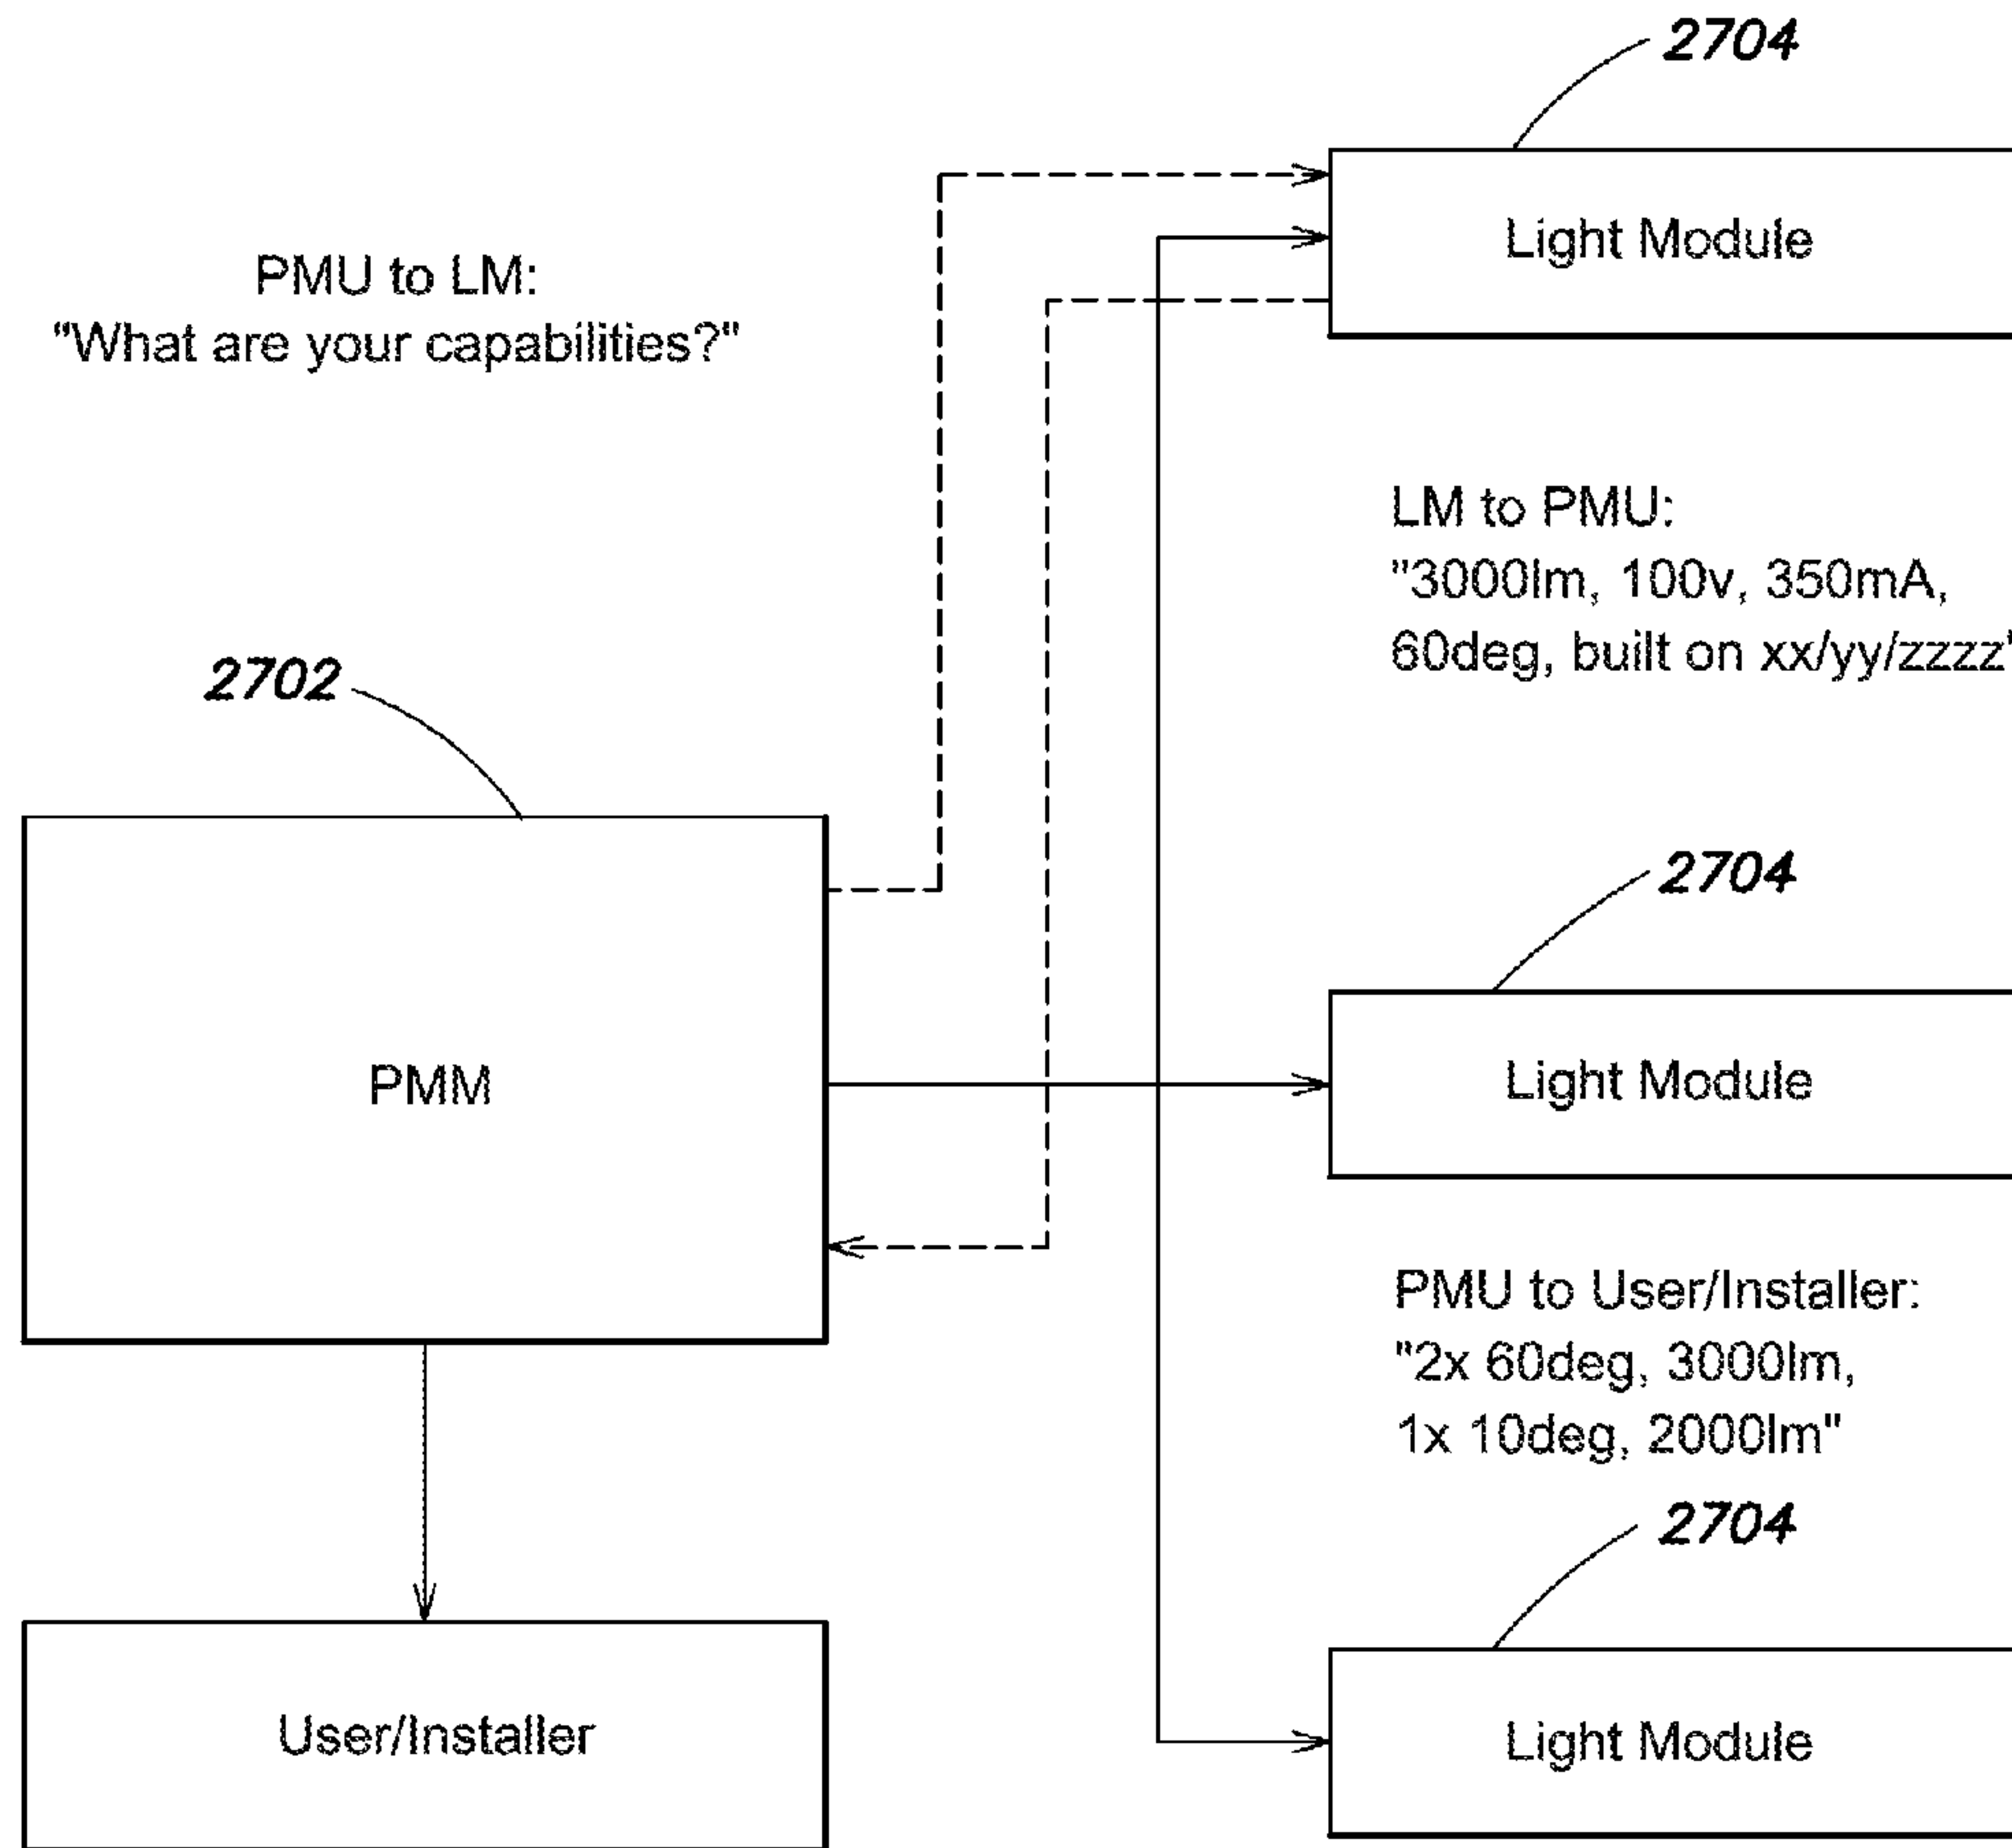 2704
Light Module
PMU to LM:
"What are your capabilities?"
LM to PMU:
"3000lm, 100v, 350mA,
60deg, built on xx/yy/zzzz"
2702
PMM
2704
Light Module
PMU to User/Installer:
"2x 60deg, 3000lm,
1x 10deg, 2000lm"
2704
User/Installer
Light Module